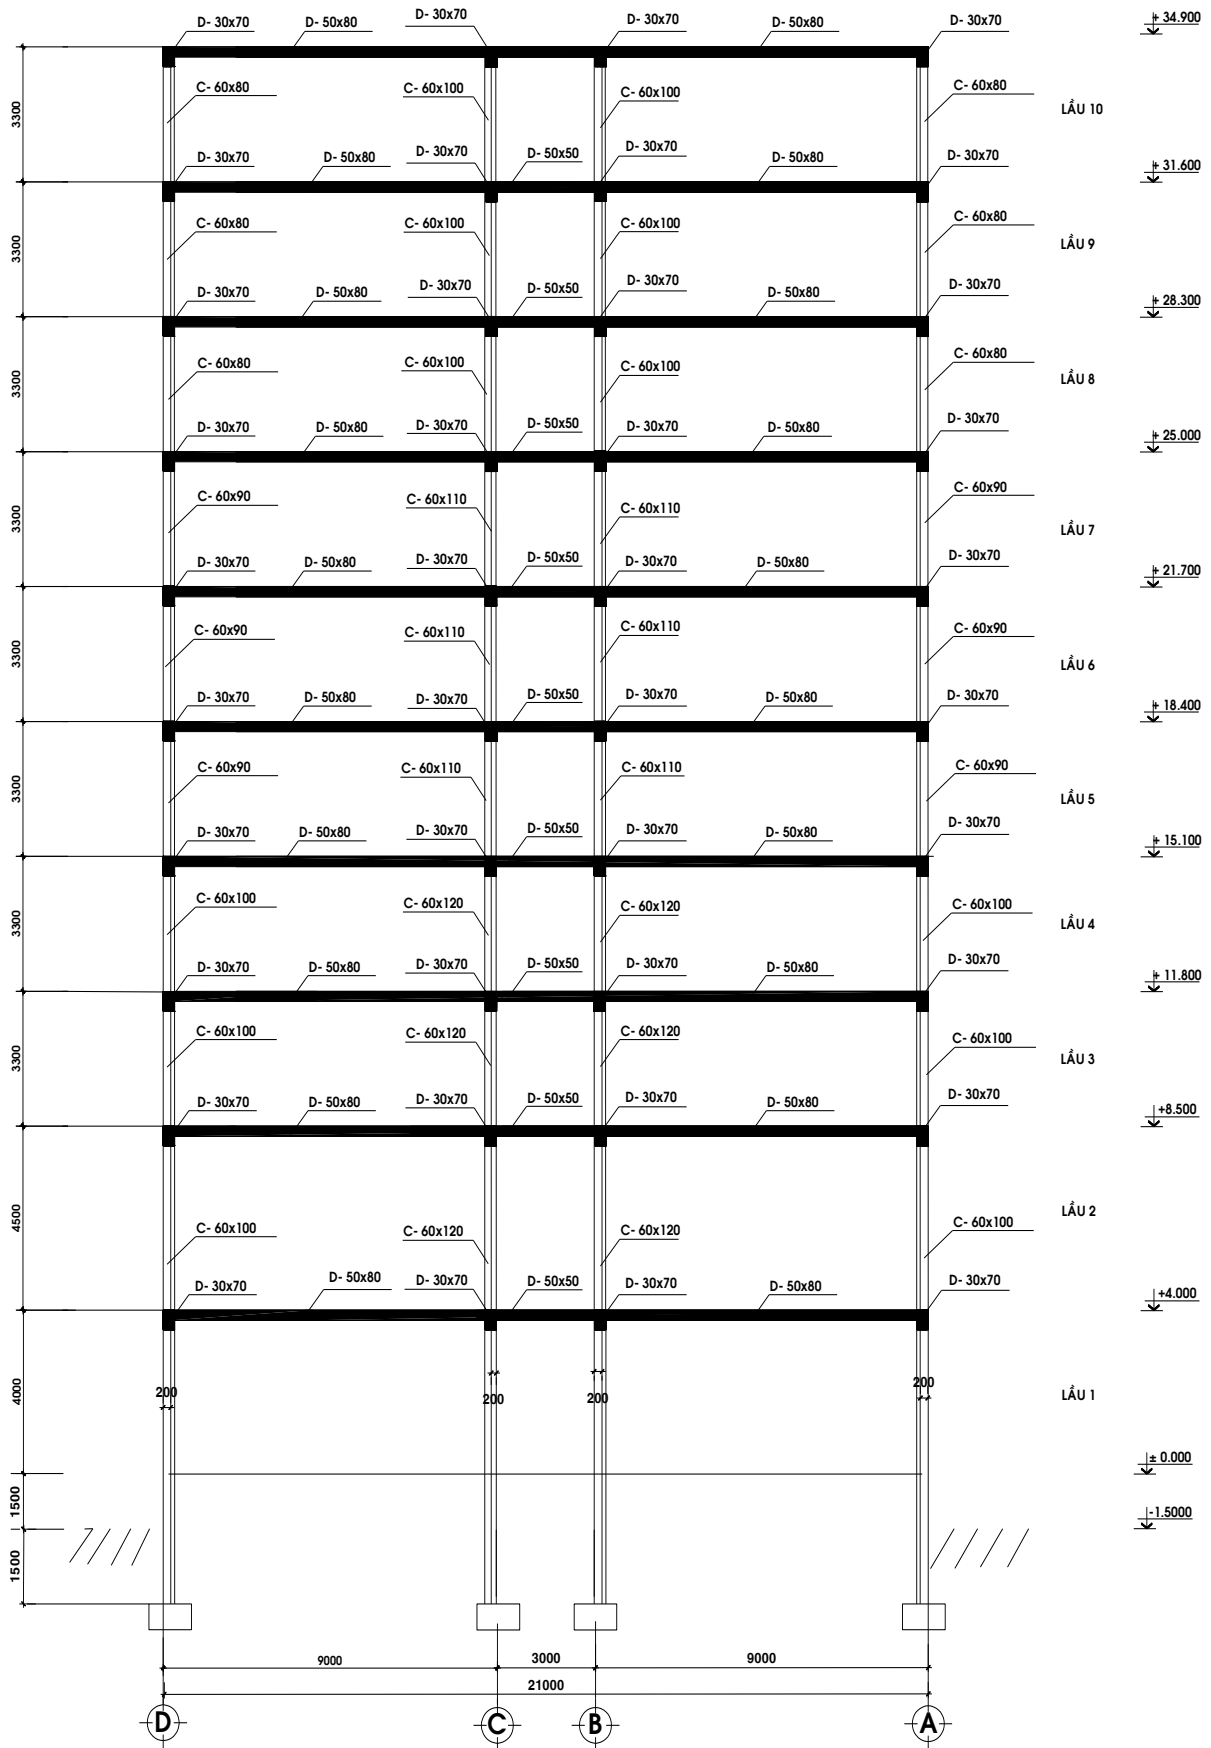 D- 30x70 D- 50x80 D- 30x70 D- 30x70 D- 50x80 D- 30x70 + 34.900
3300 C- 60x80 C- 60x100 C- 60x100 C- 60x80 LẦU 10
D- 30x70 D- 50x80 D- 30x70 D- 50x50 D- 30x70 D- 50x80 D- 30x70 + 31.600
3300 C- 60x80 C- 60x100 C- 60x100 C- 60x80 LẦU 9
D- 30x70 D- 50x80 D- 30x70 D- 50x50 D- 30x70 D- 50x80 D- 30x70 + 28.300
3300 C- 60x80 C- 60x100 C- 60x100 C- 60x80 LẦU 8
D- 30x70 D- 50x80 D- 30x70 D- 50x50 D- 30x70 D- 50x80 D- 30x70 + 25.000
3300 C- 60x90 C- 60x110 C- 60x110 C- 60x90 LẦU 7
D- 30x70 D- 50x80 D- 30x70 D- 50x50 D- 30x70 D- 50x80 D- 30x70 + 21.700
3300 C- 60x90 C- 60x110 C- 60x110 C- 60x90 LẦU 6
D- 30x70 D- 50x80 D- 30x70 D- 50x50 D- 30x70 D- 50x80 D- 30x70 + 18.400
3300 C- 60x90 C- 60x110 C- 60x110 C- 60x90 LẦU 5
D- 30x70 D- 50x80 D- 30x70 D- 50x50 D- 30x70 D- 50x80 D- 30x70 + 15.100
3300 C- 60x100 C- 60x120 C- 60x120 C- 60x100 LẦU 4
D- 30x70 D- 50x80 D- 30x70 D- 50x50 D- 30x70 D- 50x80 D- 30x70 + 11.800
3300 C- 60x100 C- 60x120 C- 60x120 C- 60x100 LẦU 3
D- 30x70 D- 50x80 D- 30x70 D- 50x50 D- 30x70 D- 50x80 D- 30x70 +8.500
4500 C- 60x100 C- 60x120 C- 60x120 C- 60x100 LẦU 2
D- 30x70 D- 50x80 D- 30x70 D- 50x50 D- 30x70 D- 50x80 D- 30x70 +4.000
4000 200 200 200 200 LẦU 1
± 0.000
1500
-1.5000
1500
9000 3000 9000
21000
D C B A